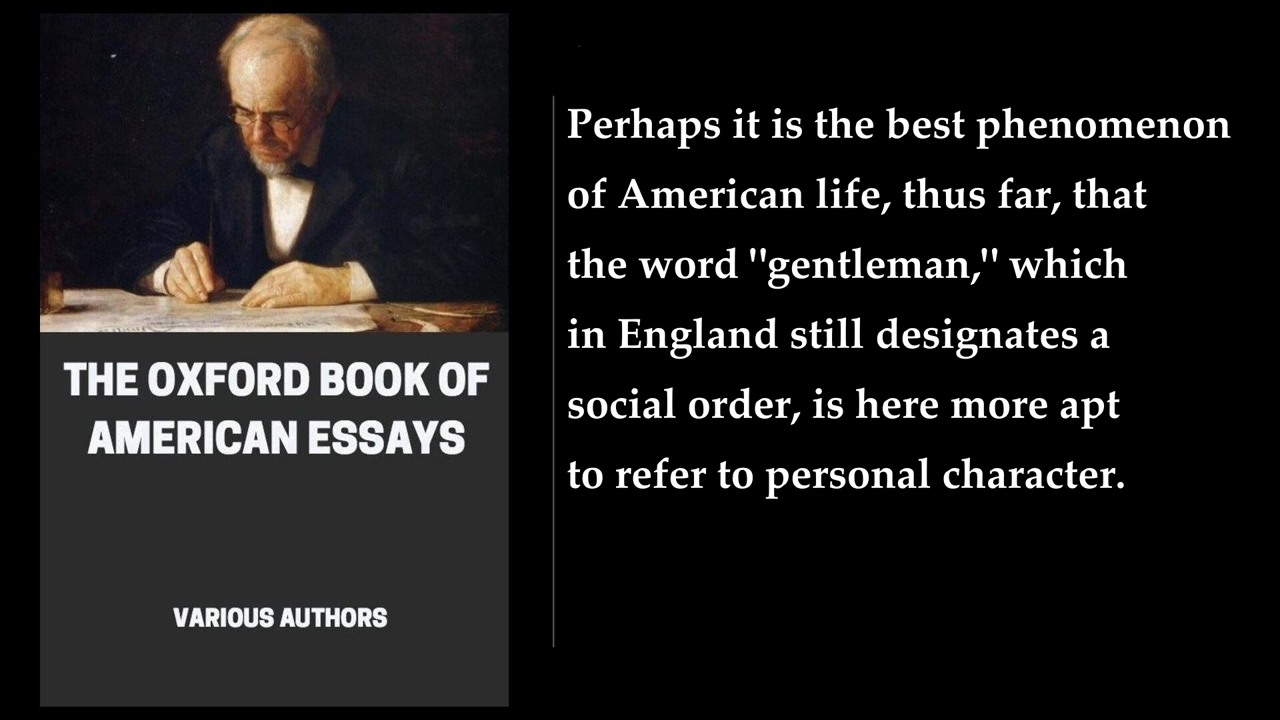 THE OXFORD BOOK OF
AMERICAN ESSAYS
VARIOUS AUTHORS
Perhaps it is the best phenomenon
of American life, thus far, that
the word "gentleman," which
in England still designates a
social order, is here more apt
to refer to personal character.